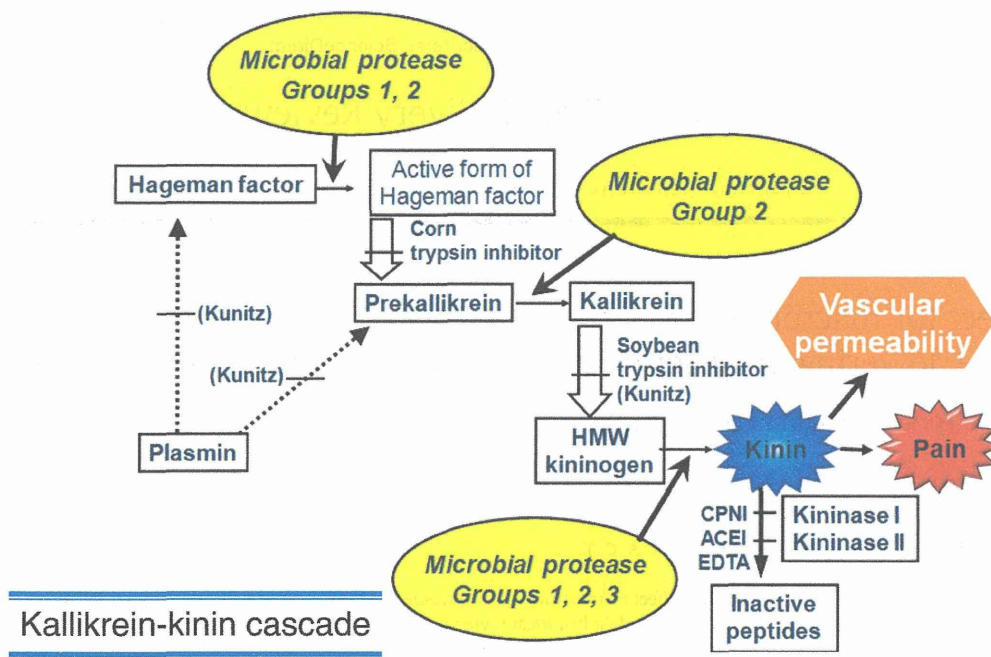 Microbial protease
Groups 1, 2
Hageman factor
Active form of
Hageman factor
Microbial protease
Group 2
Corn
trypsin inhibitor
Prekallikrein
Kallikrein
Vascular
permeability
(Kunitz)
(Kunitz)
Soybean
trypsin inhibitor
(Kunitz)
Plasmin
HMW
kininogen
Kinin
Pain
CPNI
ACEI
EDTA
Kininase I
Kininase II
Microbial protease
Groups 1, 2, 3
Inactive
peptides
Kallikrein-kinin cascade